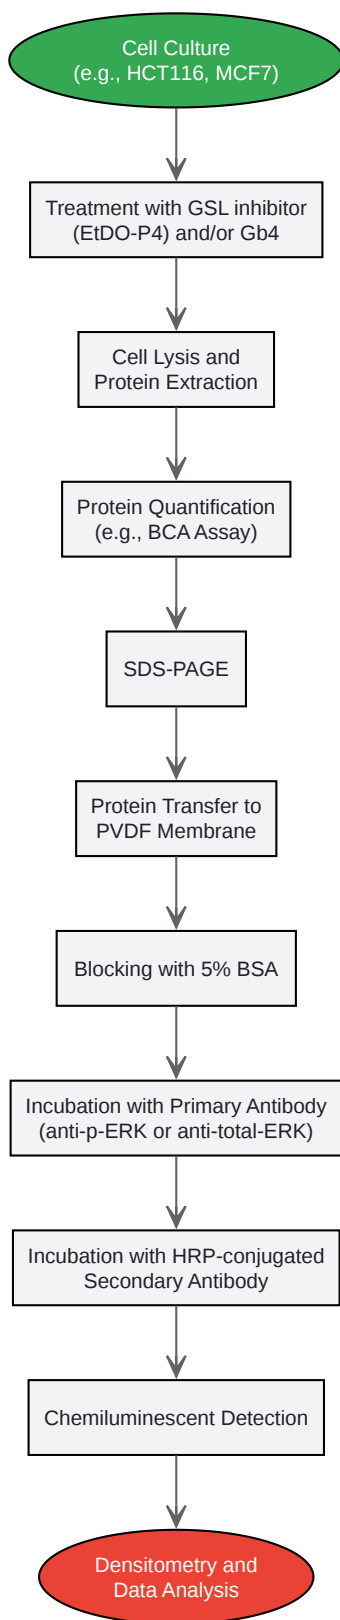 Cell Culture
(e.g., HCT116, MCF7)
Treatment with GSL inhibitor
(EtDO-P4) and/or Gb4
Cell Lysis and
Protein Extraction
Protein Quantification
(e.g., BCA Assay)
SDS-PAGE
Protein Transfer to
PVDF Membrane
Blocking with 5% BSA
Incubation with Primary Antibody
(anti-p-ERK or anti-total-ERK)
Incubation with HRP-conjugated
Secondary Antibody
Chemiluminescent Detection
Densitometry and
Data Analysis